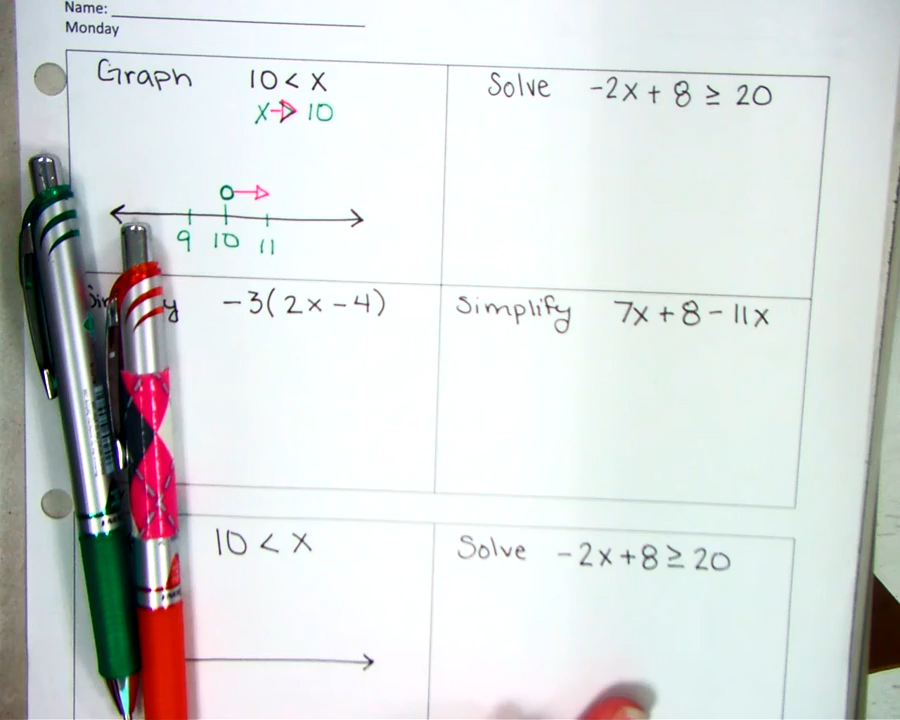 Name:
Monday
Graph 10 < x
x > 10
9 10 11
Solve -2x + 8 ≥ 20
-3(2x - 4)
Simplify 7x + 8 - 11x
10 < x
Solve -2x + 8 ≥ 20